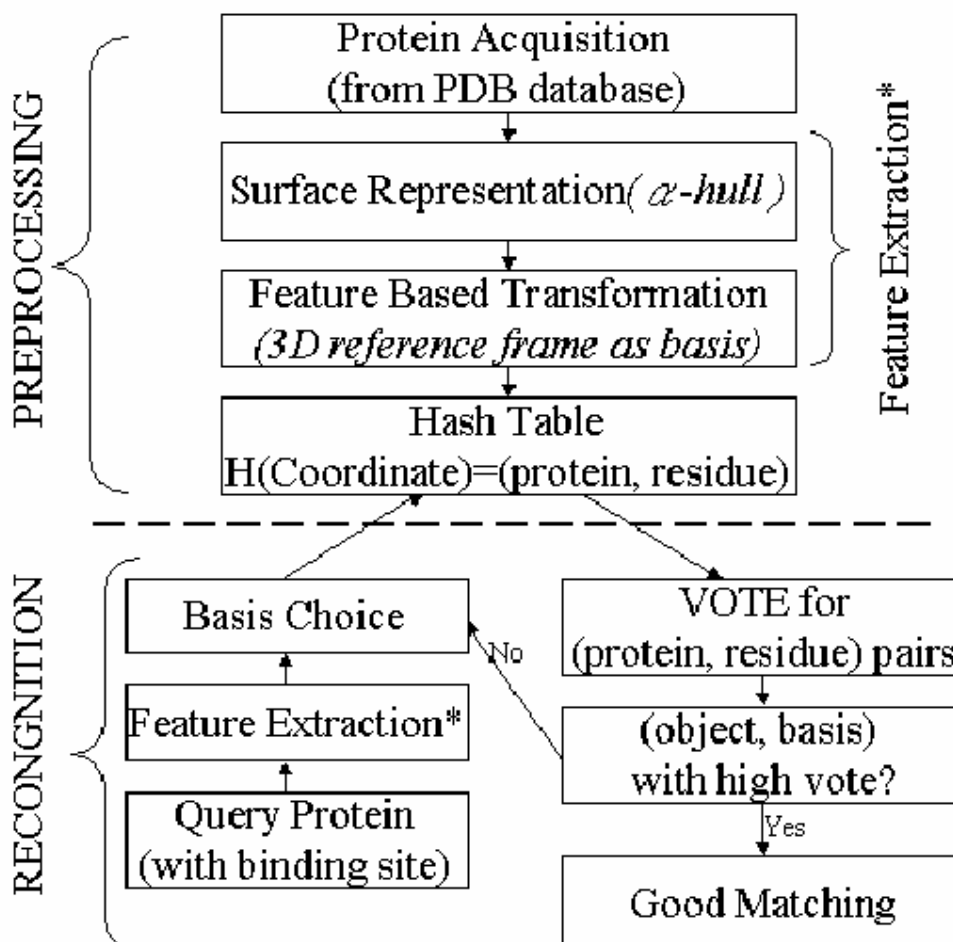 PREPROCESSING
Protein Acquisition
(from PDB database)
Surface Representation( α-hull )
Feature Based Transformation
(3D reference frame as basis)
Hash Table
H(Coordinate)=(protein, residue)
Feature Extraction*
RECONGNITION
Basis Choice
Feature Extraction*
Query Protein
(with binding site)
VOTE for
(protein, residue) pairs
No
(object, basis)
with high vote?
Yes
Good Matching